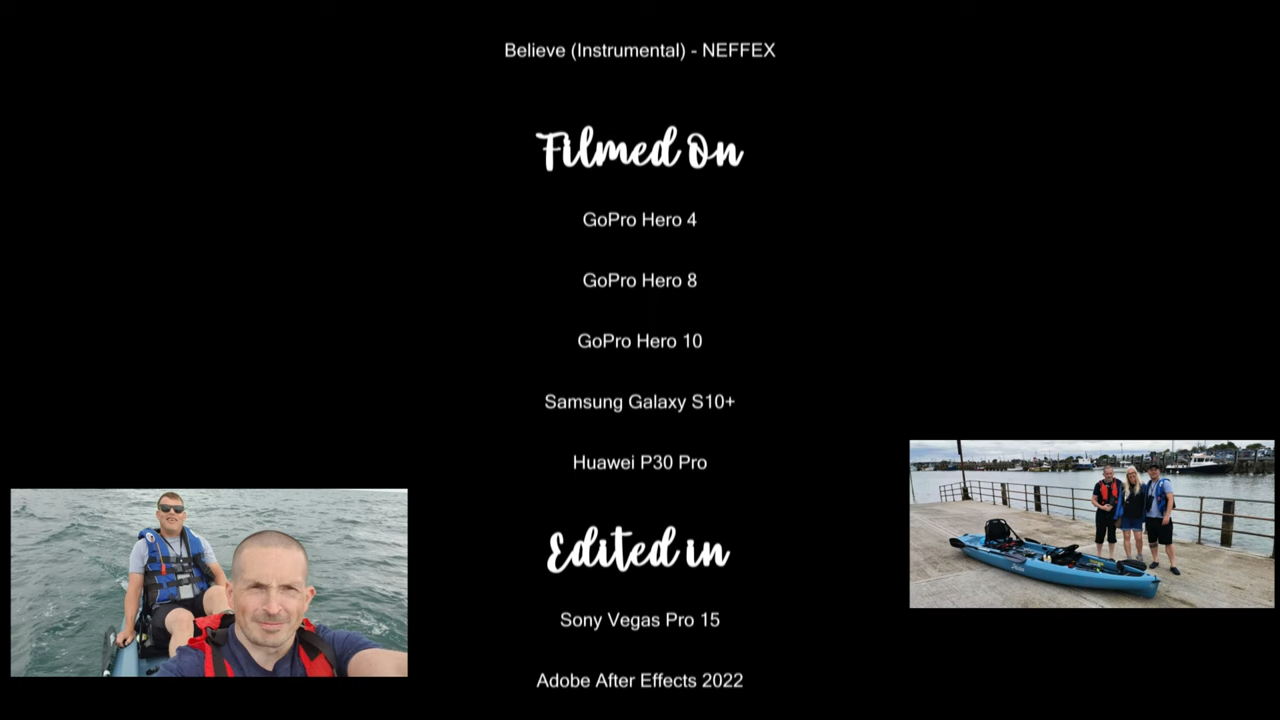 Believe (Instrumental) - NEFFEX
Filmed On
GoPro Hero 4
GoPro Hero 8
GoPro Hero 10
Samsung Galaxy S10+
Huawei P30 Pro
Edited in
Sony Vegas Pro 15
Adobe After Effects 2022